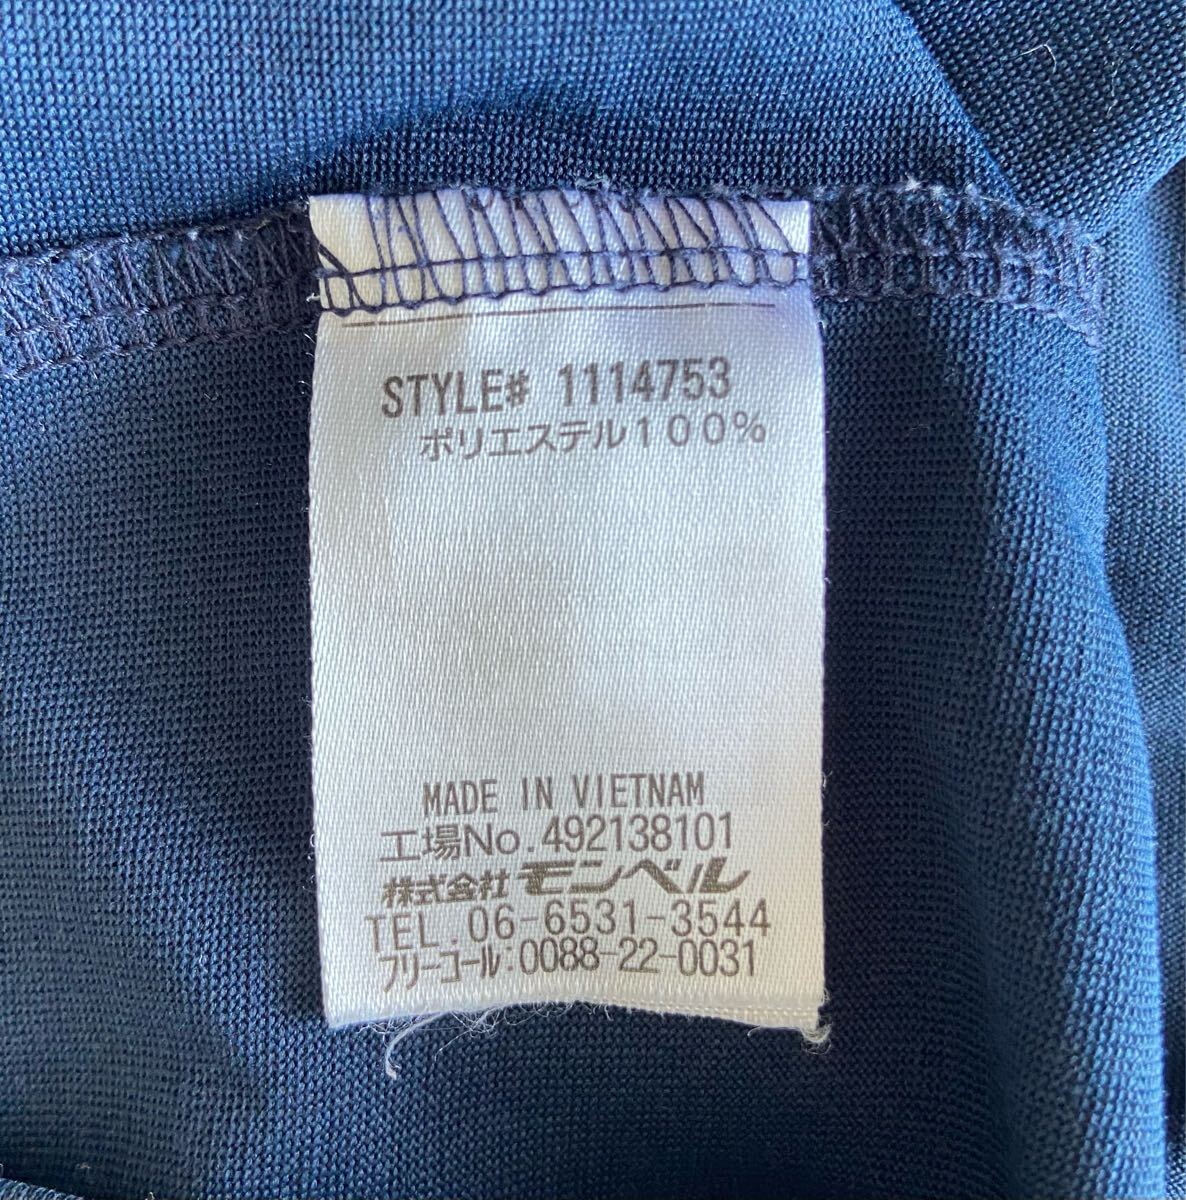 STYLE# 1114753
ポリエステル100%
MADE IN VIETNAM
工場No.492138101
株式会社モンベル
TEL.06-6531-3544
フリーコール:0088-22-0031